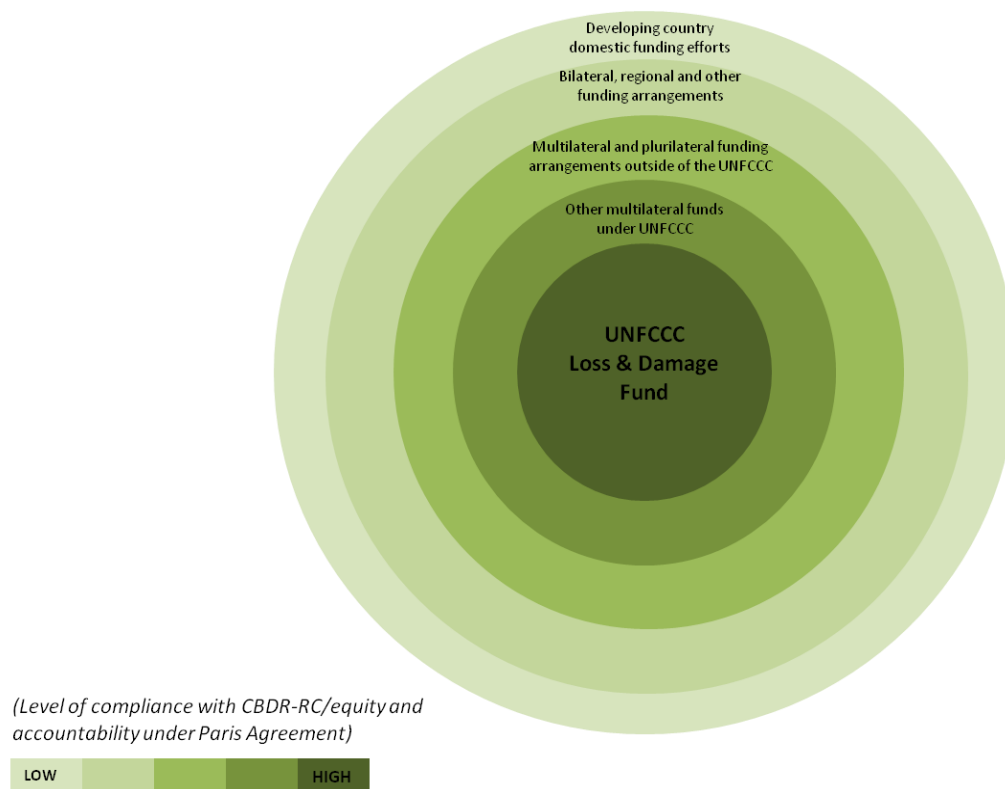 Developing country
domestic funding efforts
Bilateral, regional and other
funding arrangements
Multilateral and plurilateral funding
arrangements outside of the UNFCCC
Other multilateral funds
under UNFCCC
UNFCCC
Loss & Damage
Fund
(Level of compliance with CBDR-RC/equity and
accountability under Paris Agreement)
LOW HIGH